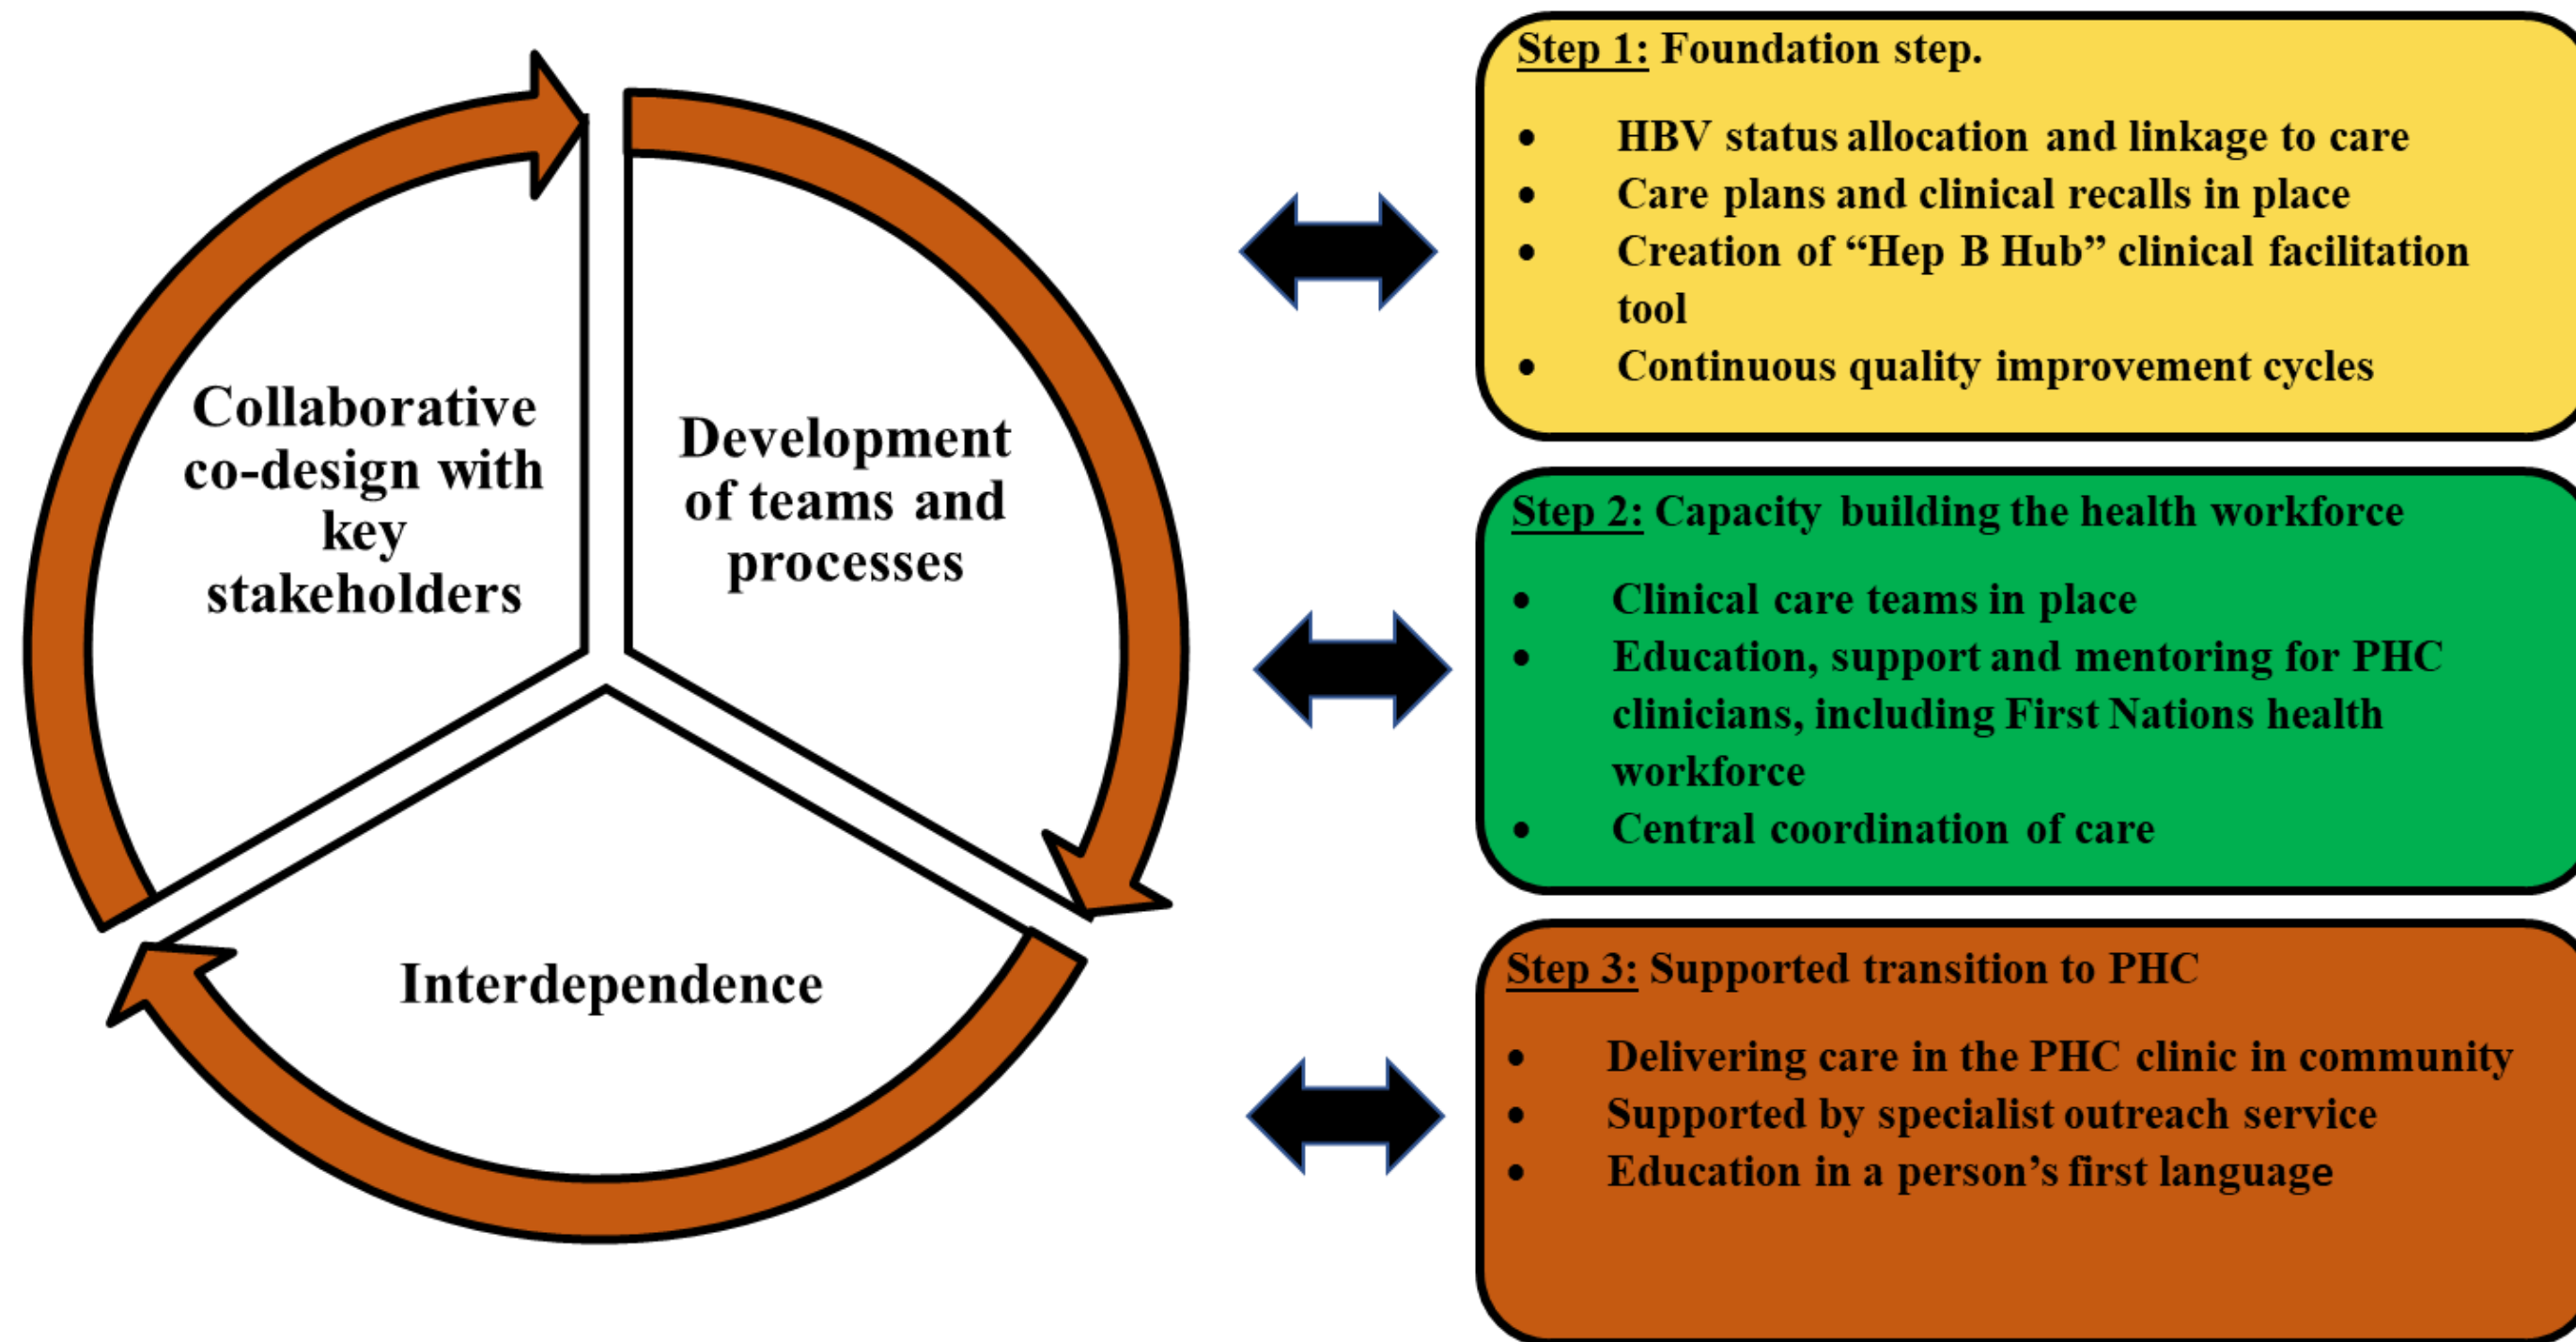 Collaborative
co-design with
key
stakeholders
Development
of teams and
processes
Interdependence
Step 1: Foundation step.
• HBV status allocation and linkage to care
• Care plans and clinical recalls in place
• Creation of “Hep B Hub” clinical facilitation
tool
• Continuous quality improvement cycles
Step 2: Capacity building the health workforce
• Clinical care teams in place
• Education, support and mentoring for PHC
clinicians, including First Nations health
workforce
• Central coordination of care
Step 3: Supported transition to PHC
• Delivering care in the PHC clinic in community
• Supported by specialist outreach service
• Education in a person’s first language